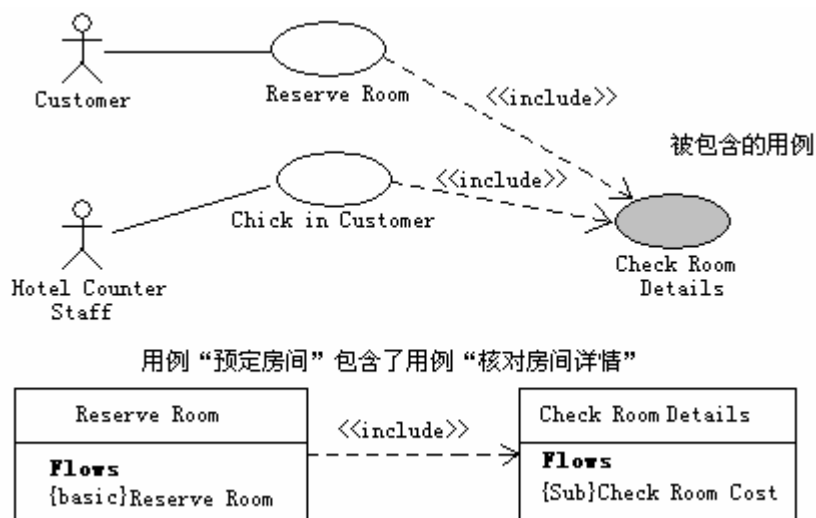 Customer
Reserve Room
<<include>>
被包含的用例
<<include>>
Chick in Customer
Hotel Counter
Staff
Check Room
Details
用例“预定房间”包含了用例“核对房间详情”
Reserve Room
<<include>>
Check Room Details
Flows
{basic}Reserve Room
Flows
{Sub}Check Room Cost